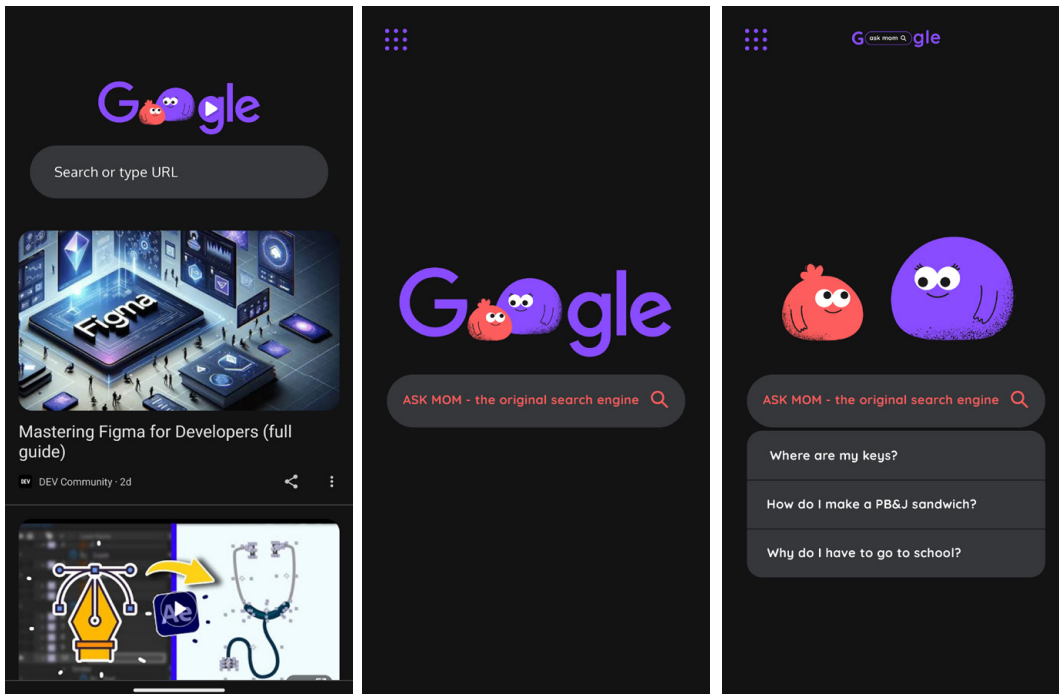 Google
Search or type URL
Figma
Mastering Figma for Developers (full
guide)
DEV
DEV Community · 2d
Ae
Google
ASK MOM - the original search engine
G ask mom gle
ASK MOM - the original search engine
Where are my keys?
How do I make a PB&J sandwich?
Why do I have to go to school?